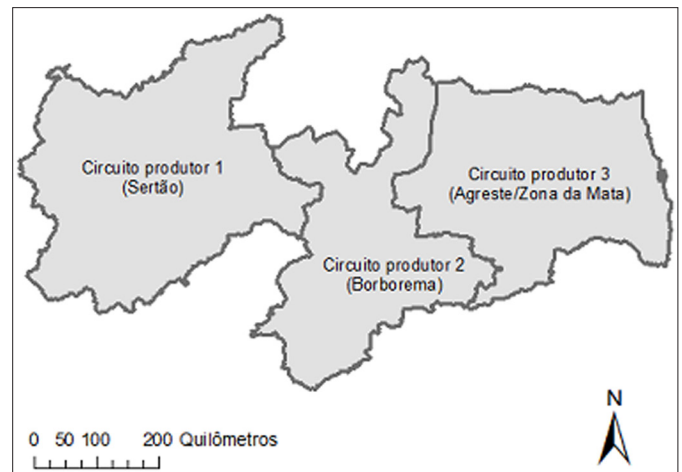 Circuito produtor 1
(Sertão)
Circuito produtor 3
(Agreste/Zona da Mata)
Circuito produtor 2
(Borborema)
N
0 50 100 200 Quilômetros